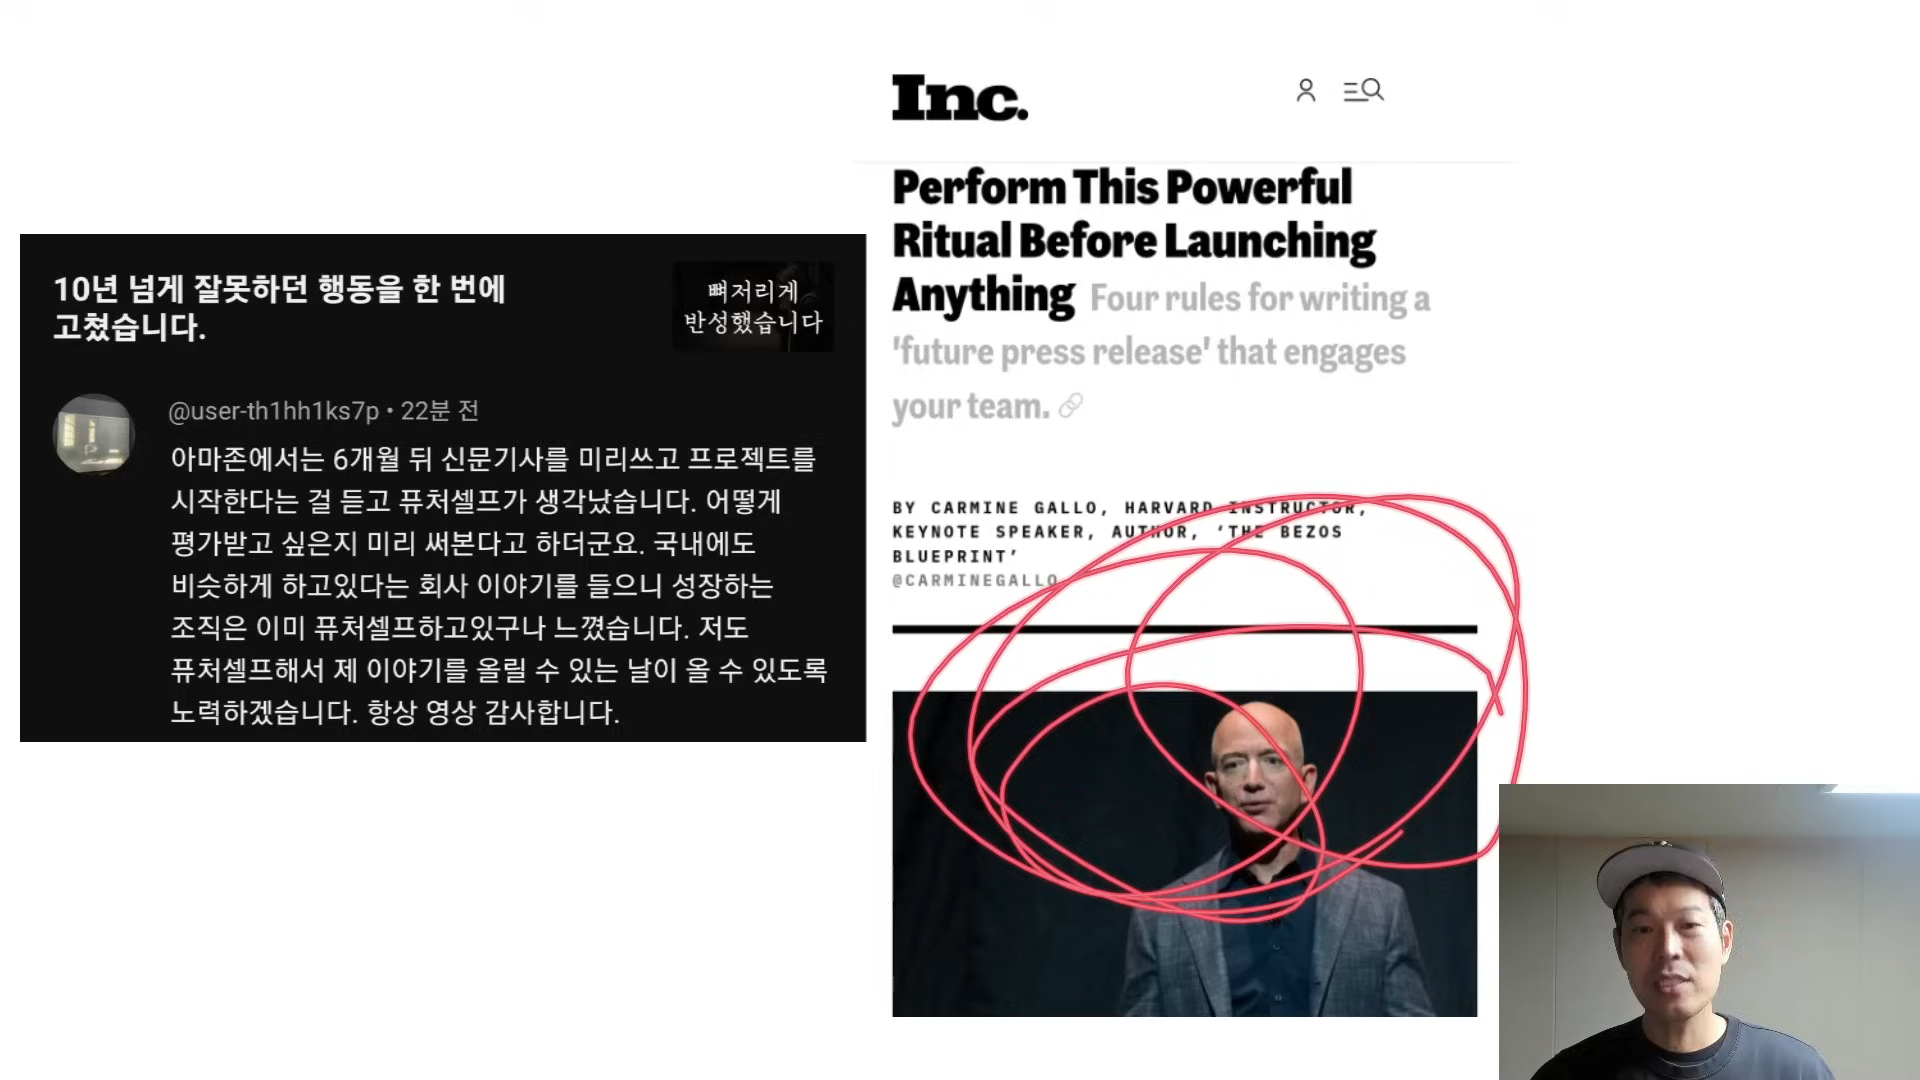 10년 넘게 잘못하던 행동을 한 번에
고쳤습니다.
뼈저리게
반성했습니다
@user-th1hh1ks7p • 22분 전
아마존에서는 6개월 뒤 신문기사를 미리쓰고 프로젝트를
시작한다는 걸 듣고 퓨처셀프가 생각났습니다. 어떻게
평가받고 싶은지 미리 써본다고 하더군요. 국내에도
비슷하게 하고있다는 회사 이야기를 들으니 성장하는
조직은 이미 퓨처셀프하고있구나 느꼈습니다. 저도
퓨처셀프해서 제 이야기를 올릴 수 있는 날이 올 수 있도록
노력하겠습니다. 항상 영상 감사합니다.
Inc.
Perform This Powerful
Ritual Before Launching
Anything Four rules for writing a
'future press release' that engages
your team.
BY CARMINE GALLO, HARVARD INSTRUCTOR,
KEYNOTE SPEAKER, AUTHOR, ‘THE BEZOS
BLUEPRINT’
@CARMINEGALLO